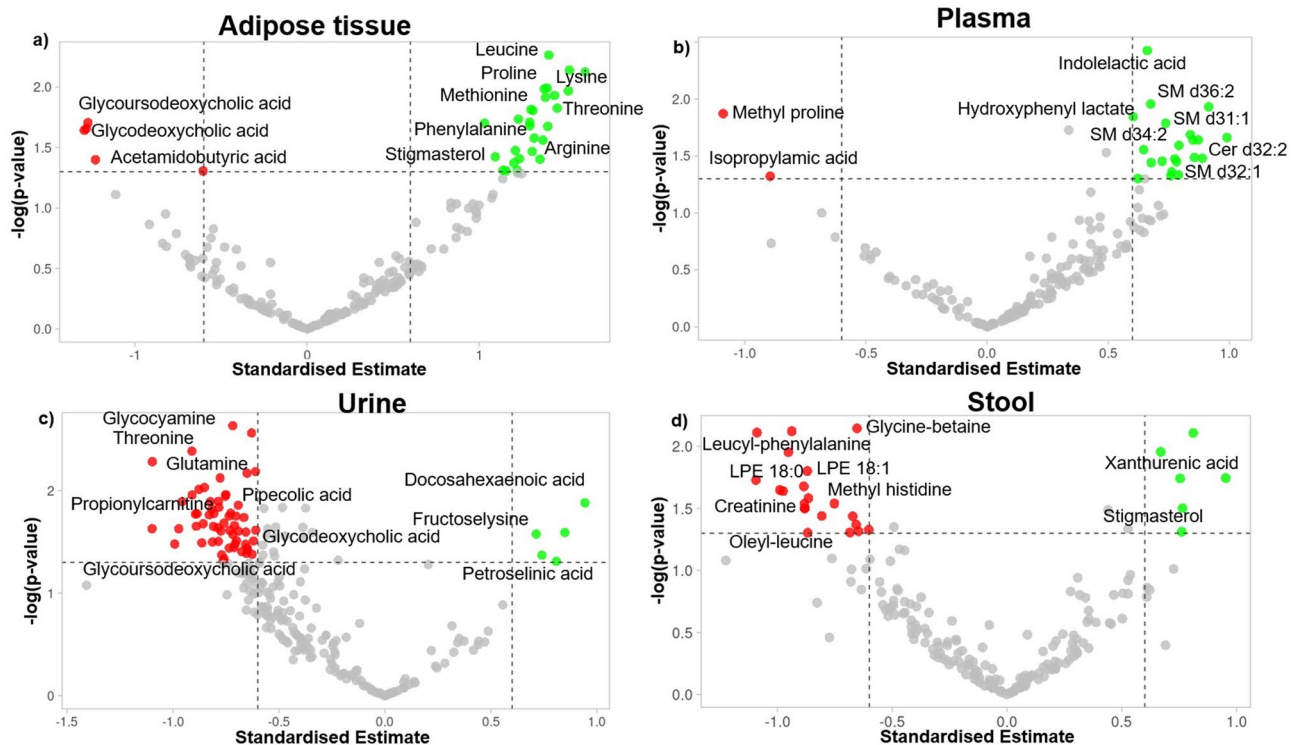 Adipose tissue
a)
-log(p-value)
2.0
1.5
1.0
0.5
0.0
Leucine
Proline
Lysine
Methionine
Threonine
Glycoursodeoxycholic acid
Glycodeoxycholic acid
Phenylalanine
Acetamidobutyric acid
Stigmasterol
Arginine
-1
0
1
Standardised Estimate
Plasma
b)
-log(p-value)
2.0
1.5
1.0
0.5
0.0
Indolelactic acid
SM d36:2
Methyl proline
Hydroxyphenyl lactate
SM d31:1
SM d34:2
Cer d32:2
Isopropylamic acid
SM d32:1
-1.0
-0.5
0.0
0.5
1.0
Standardised Estimate
Urine
c)
-log(p-value)
2
1
0
Glycocyamine
Threonine
Glutamine
Docosahexaenoic acid
Propionylcarnitine
Pipecolic acid
Fructoselysine
Glycodeoxycholic acid
Glycoursodeoxycholic acid
Petroselinic acid
-1.5
-1.0
-0.5
0.0
0.5
1.0
Standardised Estimate
Stool
d)
-log(p-value)
2.0
1.5
1.0
0.5
0.0
Glycine-betaine
Leucyl-phenylalanine
Xanthurenic acid
LPE 18:0
LPE 18:1
Methyl histidine
Creatinine
Stigmasterol
Oleyl-leucine
-1.0
-0.5
0.0
0.5
1.0
Standardised Estimate